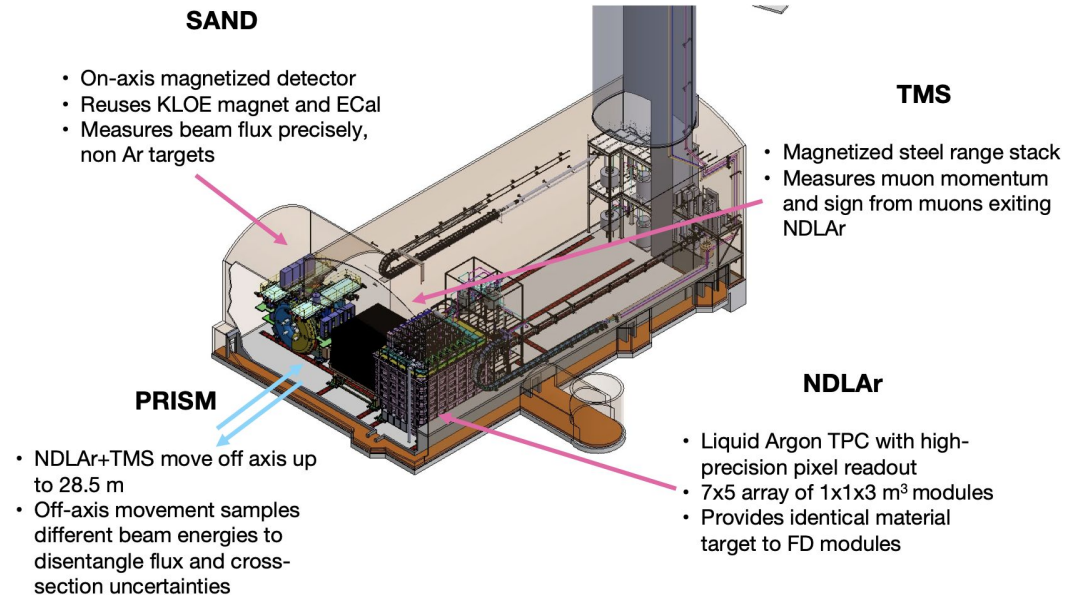 SAND
• On-axis magnetized detector
• Reuses KLOE magnet and ECal
• Measures beam flux precisely,
non Ar targets
TMS
• Magnetized steel range stack
• Measures muon momentum
and sign from muons exiting
NDLAr
PRISM
• NDLAr+TMS move off axis up
to 28.5 m
• Off-axis movement samples
different beam energies to
disentangle flux and cross-
section uncertainties
NDLAr
• Liquid Argon TPC with high-
precision pixel readout
• 7x5 array of 1x1x3 m³ modules
• Provides identical material
target to FD modules